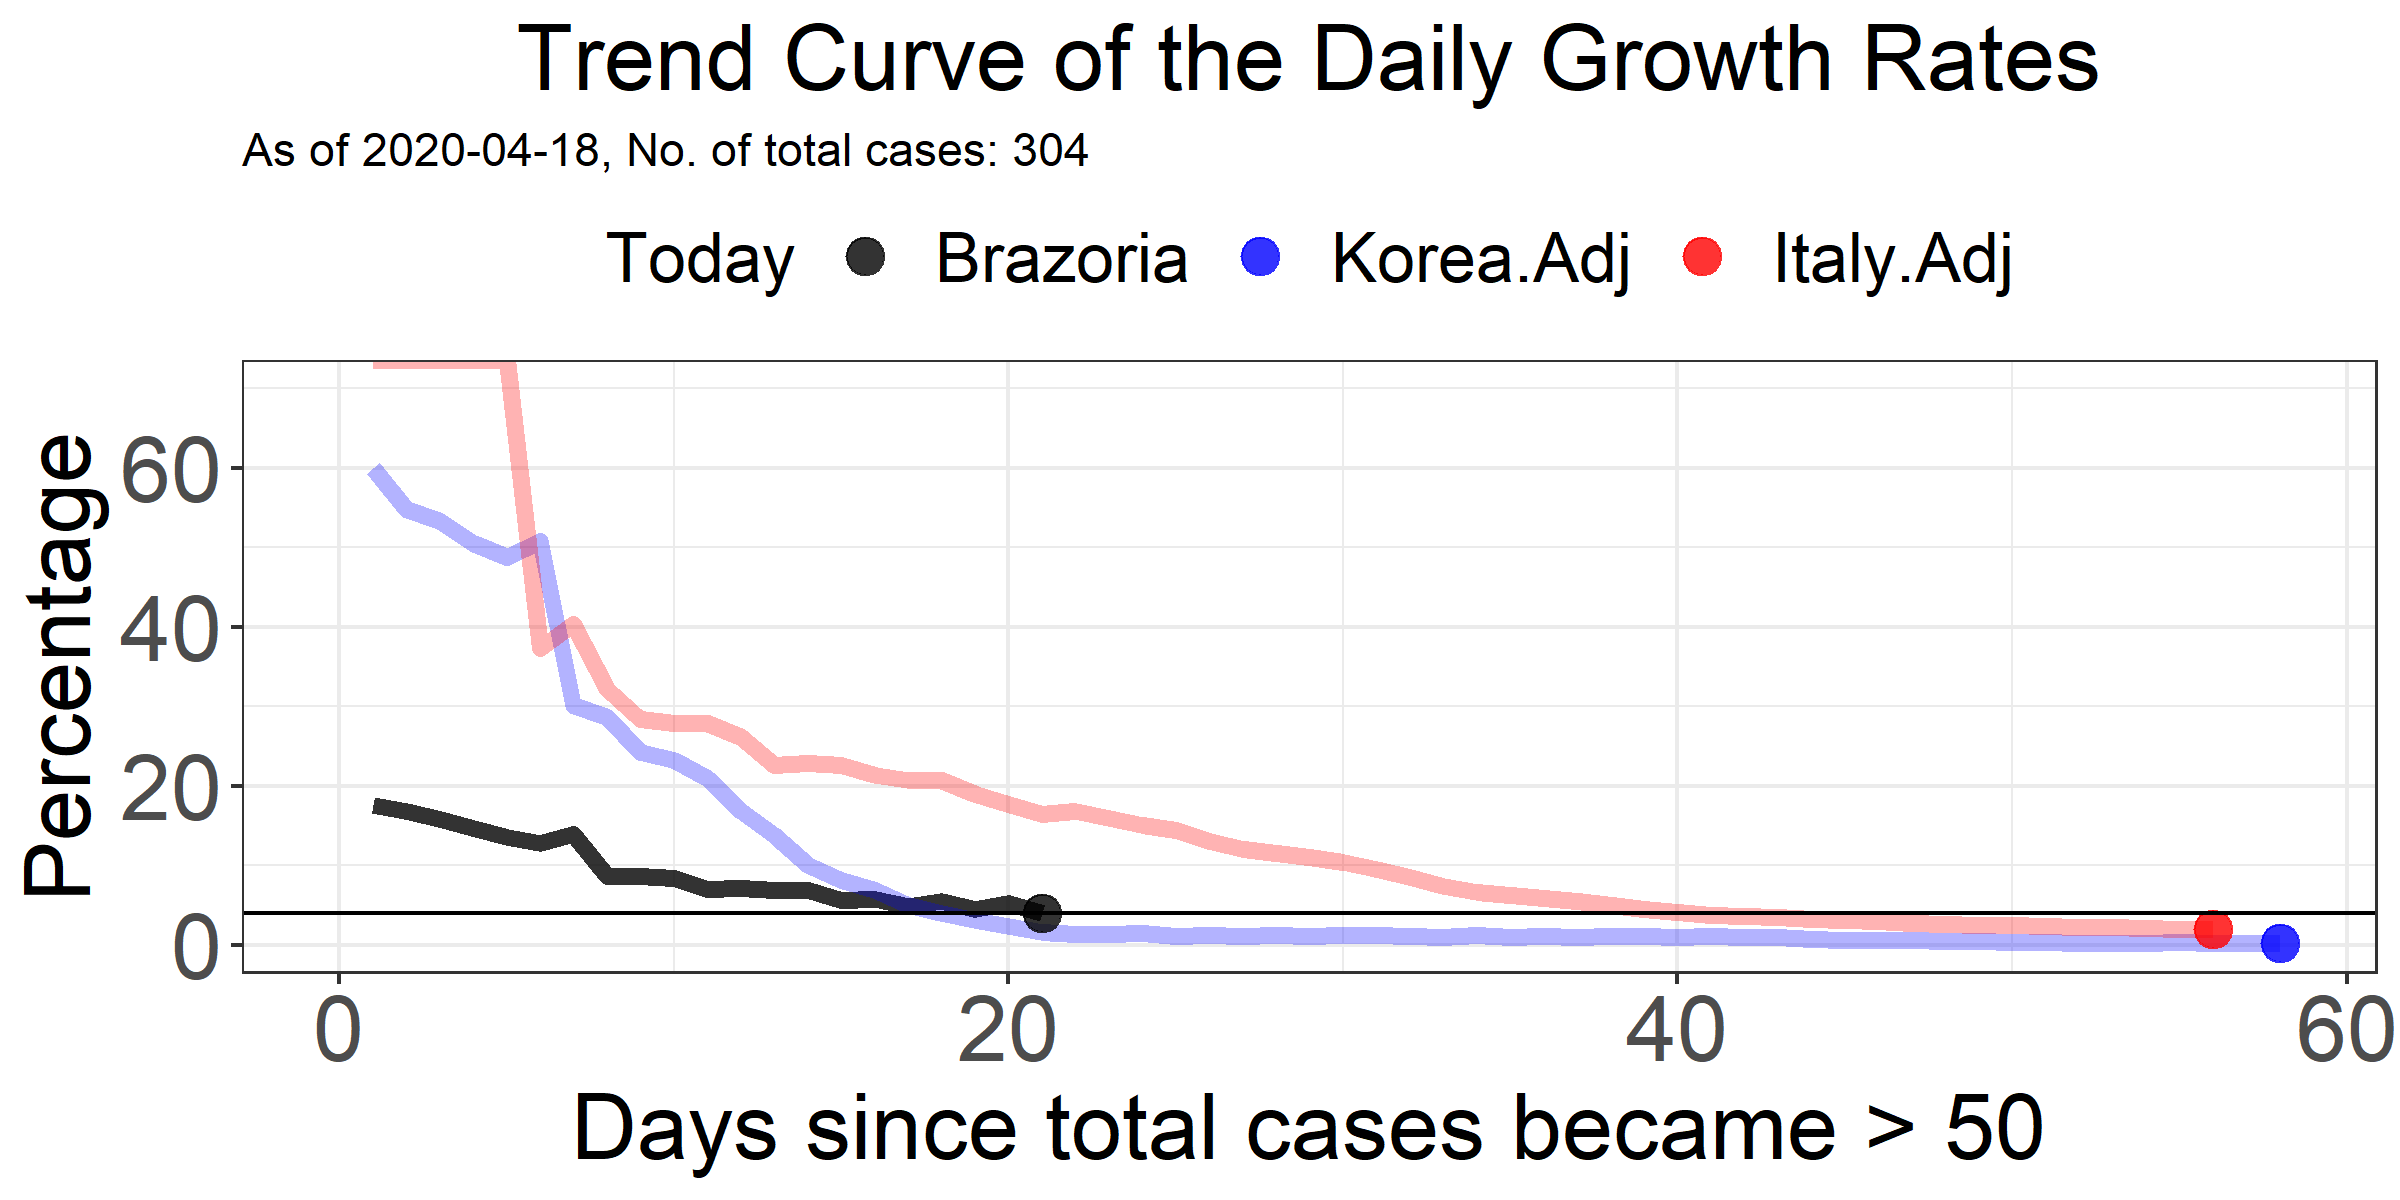 Trend Curve of the Daily Growth Rates
As of 2020-04-18, No. of total cases: 304
Today Brazoria Korea.Adj Italy.Adj
Percentage
60
40
20
0
0 20 40 60
Days since total cases became > 50